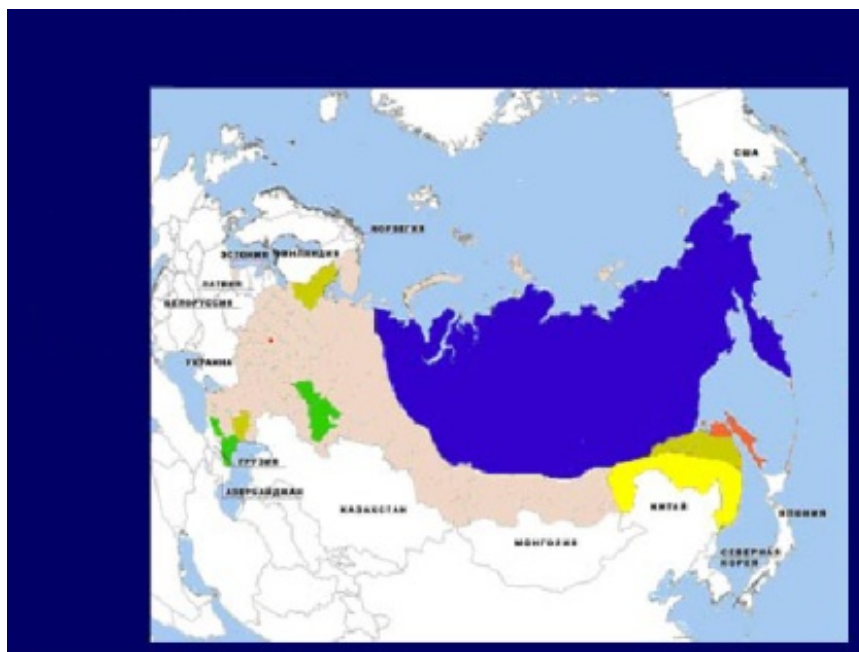 США
НОРВЕГИЯ
ЭСТОНИЯ ФИНЛЯНДИЯ
ЛАТВИЯ
БЕЛОРУССИЯ
УКРАИНА
ГРУЗИЯ
АЗЕРБАЙДЖАН
КАЗАХСТАН
КИТАЙ
ЯПОНИЯ
МОНГОЛИЯ
СЕВЕРНАЯ
КОРЕЯ